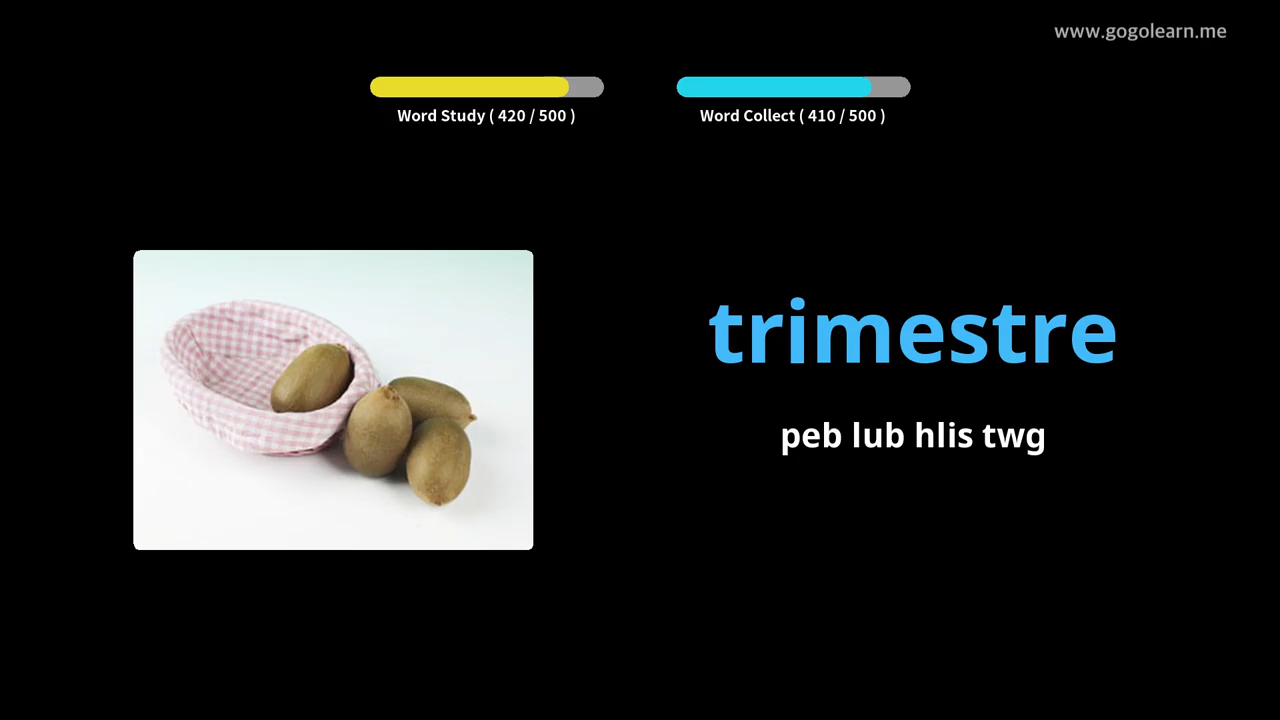 www.gogolearn.me
Word Study ( 420 / 500 )
Word Collect ( 410 / 500 )
trimestre
peb lub hlis twg